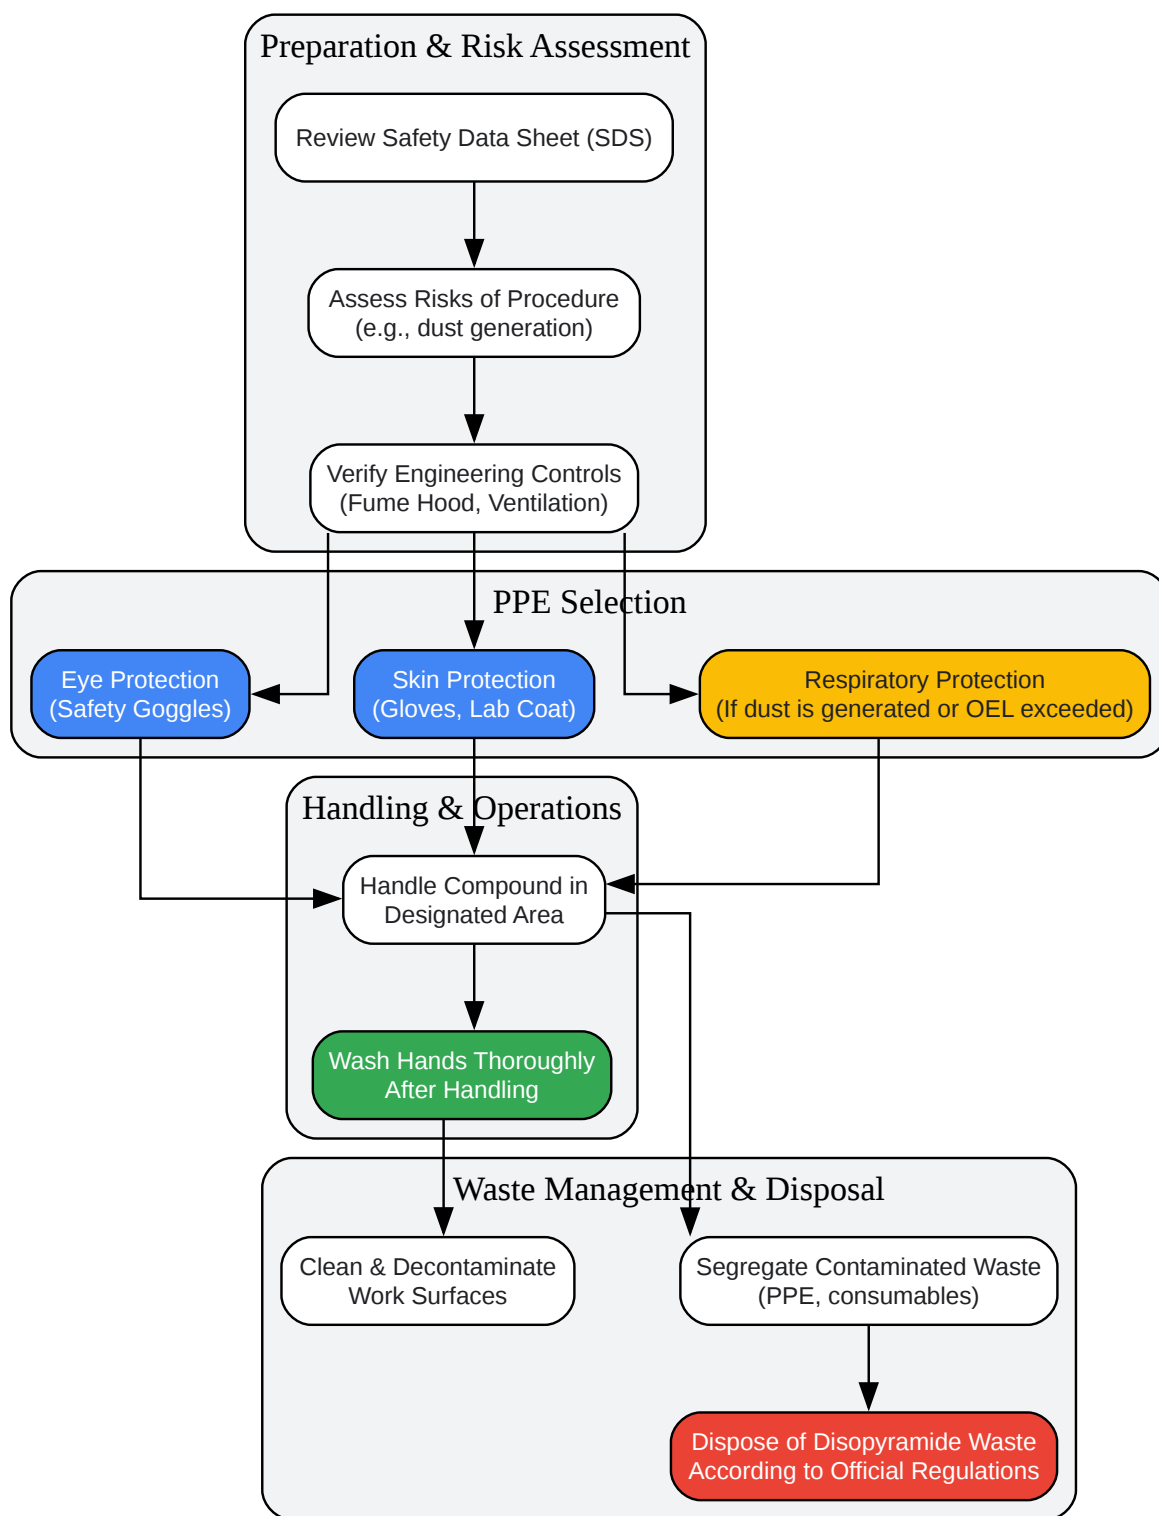 Preparation & Risk Assessment
Review Safety Data Sheet (SDS)
Assess Risks of Procedure
(e.g., dust generation)
Verify Engineering Controls
(Fume Hood, Ventilation)
PPE Selection
Eye Protection
(Safety Goggles)
Skin Protection
(Gloves, Lab Coat)
Respiratory Protection
(If dust is generated or OEL exceeded)
Handling & Operations
Handle Compound in
Designated Area
Wash Hands Thoroughly
After Handling
Waste Management & Disposal
Clean & Decontaminate
Work Surfaces
Segregate Contaminated Waste
(PPE, consumables)
Dispose of Disopyramide Waste
According to Official Regulations